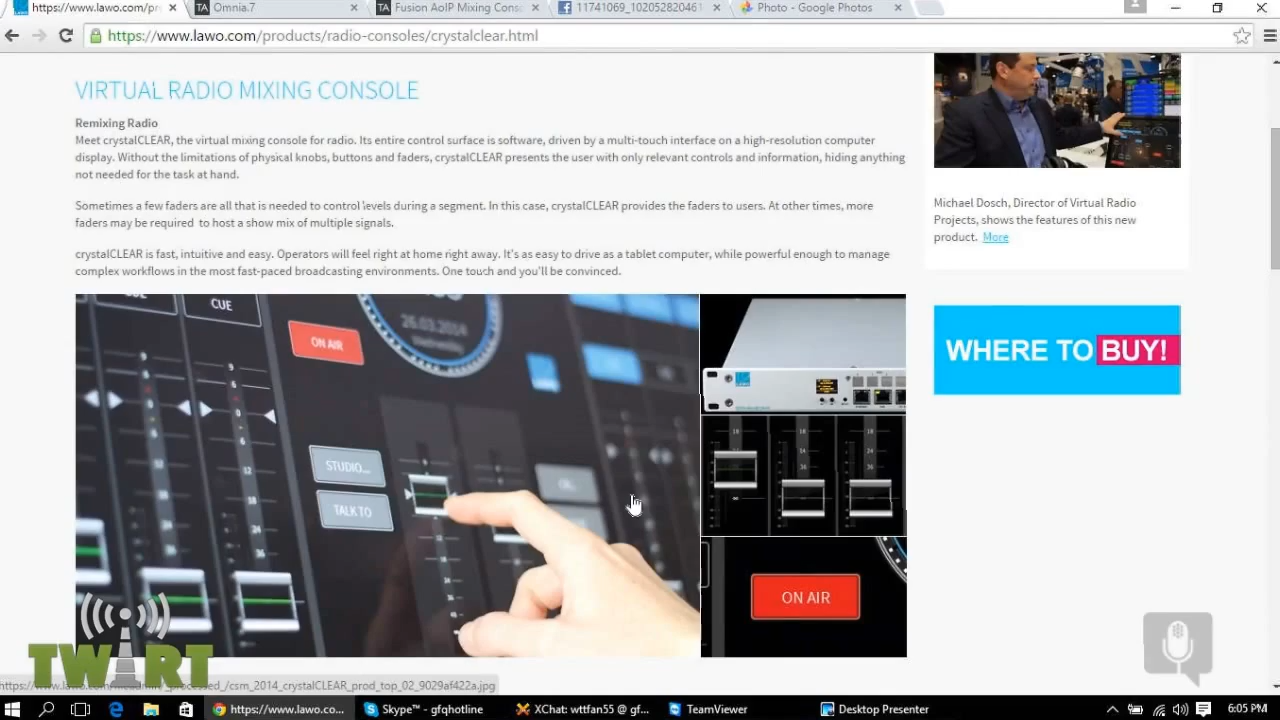 https://www.lawo.com/pr
Omnia.7
Fusion AoIP Mixing Cons
11741069_102052820461
Photo - Google Photos
https://www.lawo.com/products/radio-consoles/crystalclear.html
VIRTUAL RADIO MIXING CONSOLE
Remixing Radio
Meet crystalCLEAR, the virtual mixing console for radio. Its entire control surface is software, driven by a multi-touch interface on a high-resolution computer
display. Without the limitations of physical knobs, buttons and faders, crystalCLEAR presents the user with only relevant controls and information, hiding anything
not needed for the task at hand.
Sometimes a few faders are all that is needed to control levels during a segment. In this case, crystalCLEAR provides the faders to users. At other times, more
faders may be required to host a show mix of multiple signals.
crystalCLEAR is fast, intuitive and easy. Operators will feel right at home right away. It's as easy to drive as a tablet computer, while powerful enough to manage
complex workflows in the most fast-paced broadcasting environments. One touch and you'll be convinced.
Michael Dosch, Director of Virtual Radio
Projects, shows the features of this new
product. More
WHERE TO BUY!
CUE
CUE
26.03.2014
ON AIR
STUDIO...
TALK TO
ON AIR
TWiRT
csm_2014_crystalCLEAR_prod_top_02_9029af422a.jpg
https://www.lawo.co...
Skype™ - gfqhotline
XChat: wttfan55 @ gf...
TeamViewer
Desktop Presenter
6:05 PM